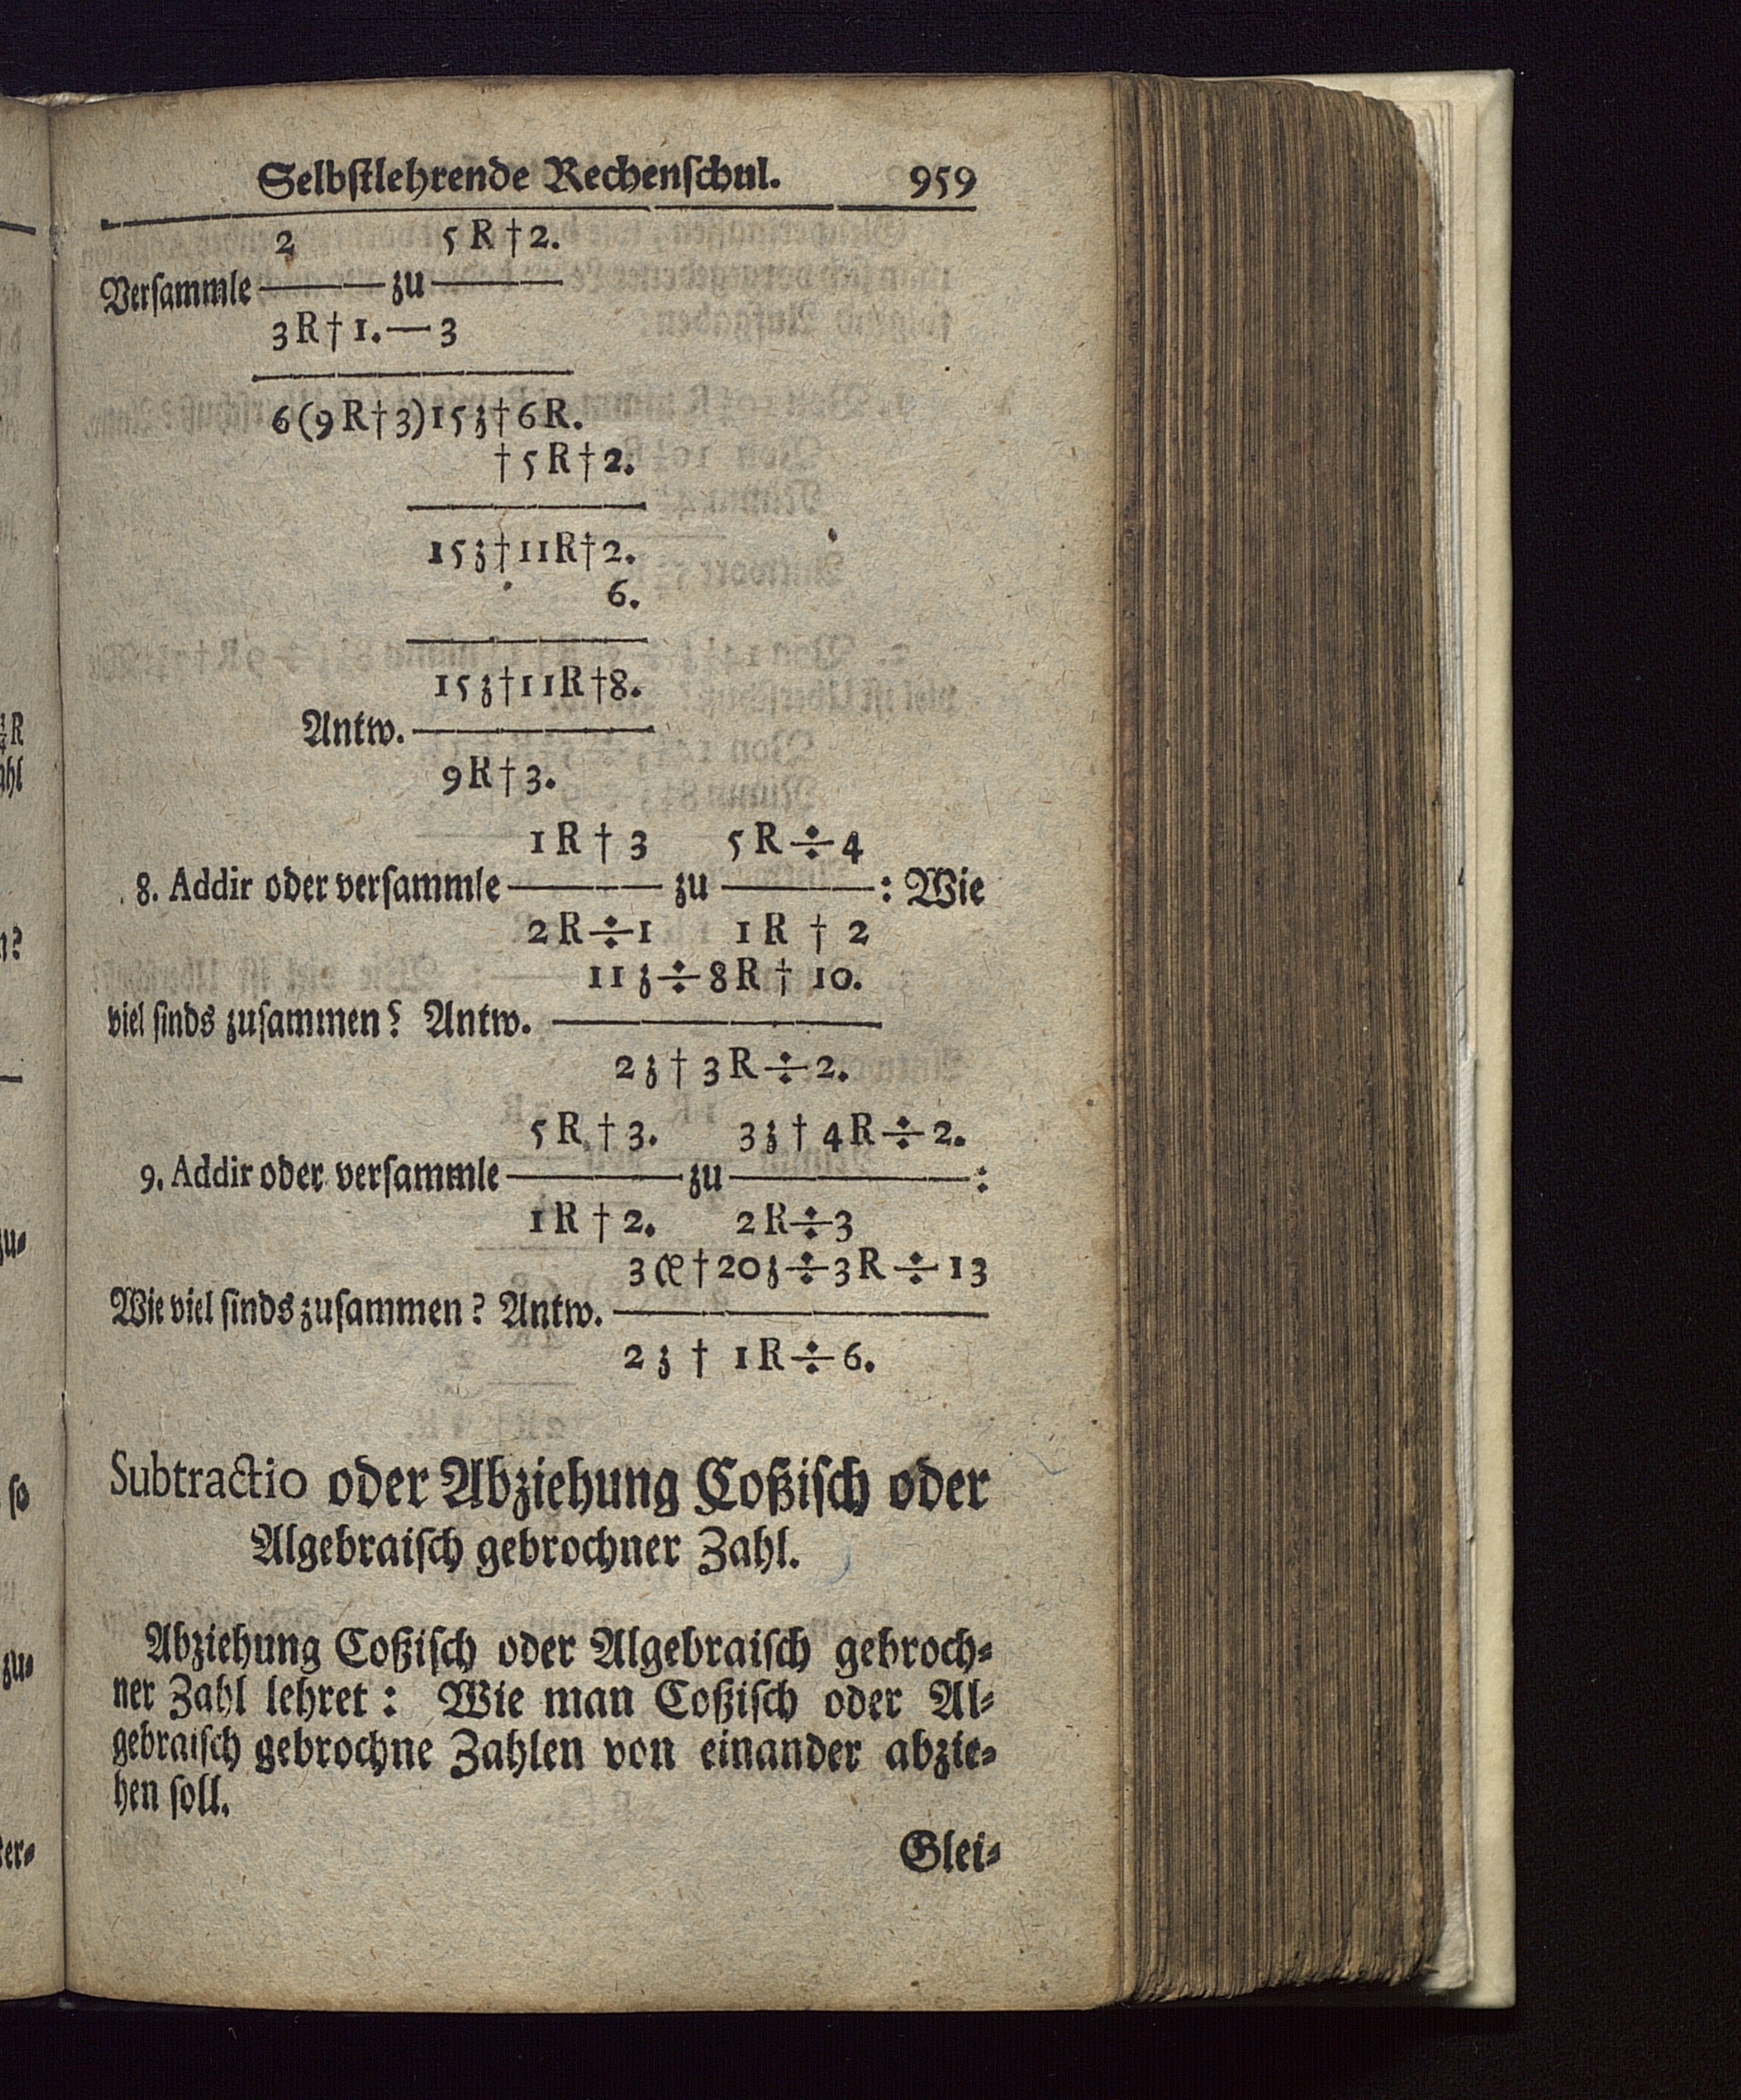 Selbſtlehrende Rechenſchul. 959
2 5 R † 2.
Verſammle ——— zu ———
3 R † 1. — 3
6 (9 R † 3) 15 ʒ † 6 R.
† 5 R † 2.
15 ʒ † 11 R † 2.
6.
15 ʒ † 11 R † 8.
Antw. ———
9 R † 3.
1 R † 3 5 R ÷ 4
8. Addir oder verſammle ——— zu ——— : Wie
2 R ÷ 1 1 R † 2
11 ʒ ÷ 8 R † 10.
viel ſinds zuſammen? Antw. ———
2 ʒ † 3 R ÷ 2.
5 R † 3. 3 ʒ † 4 R ÷ 2.
9. Addir oder verſammle ——— zu ——— :
1 R † 2. 2 R ÷ 3
3 cc † 20 ʒ ÷ 3 R ÷ 13
Wie viel ſinds zuſammen? Antw. ———
2 ʒ † 1 R ÷ 6.
Subtractio oder Abziehung Coßiſch oder
Algebraiſch gebrochner Zahl.
Abziehung Coßiſch oder Algebraiſch gebroch⸗
ner Zahl lehret: Wie man Coßiſch oder Al⸗
gebraiſch gebrochne Zahlen von einander abzie⸗
hen ſoll.
Glei⸗